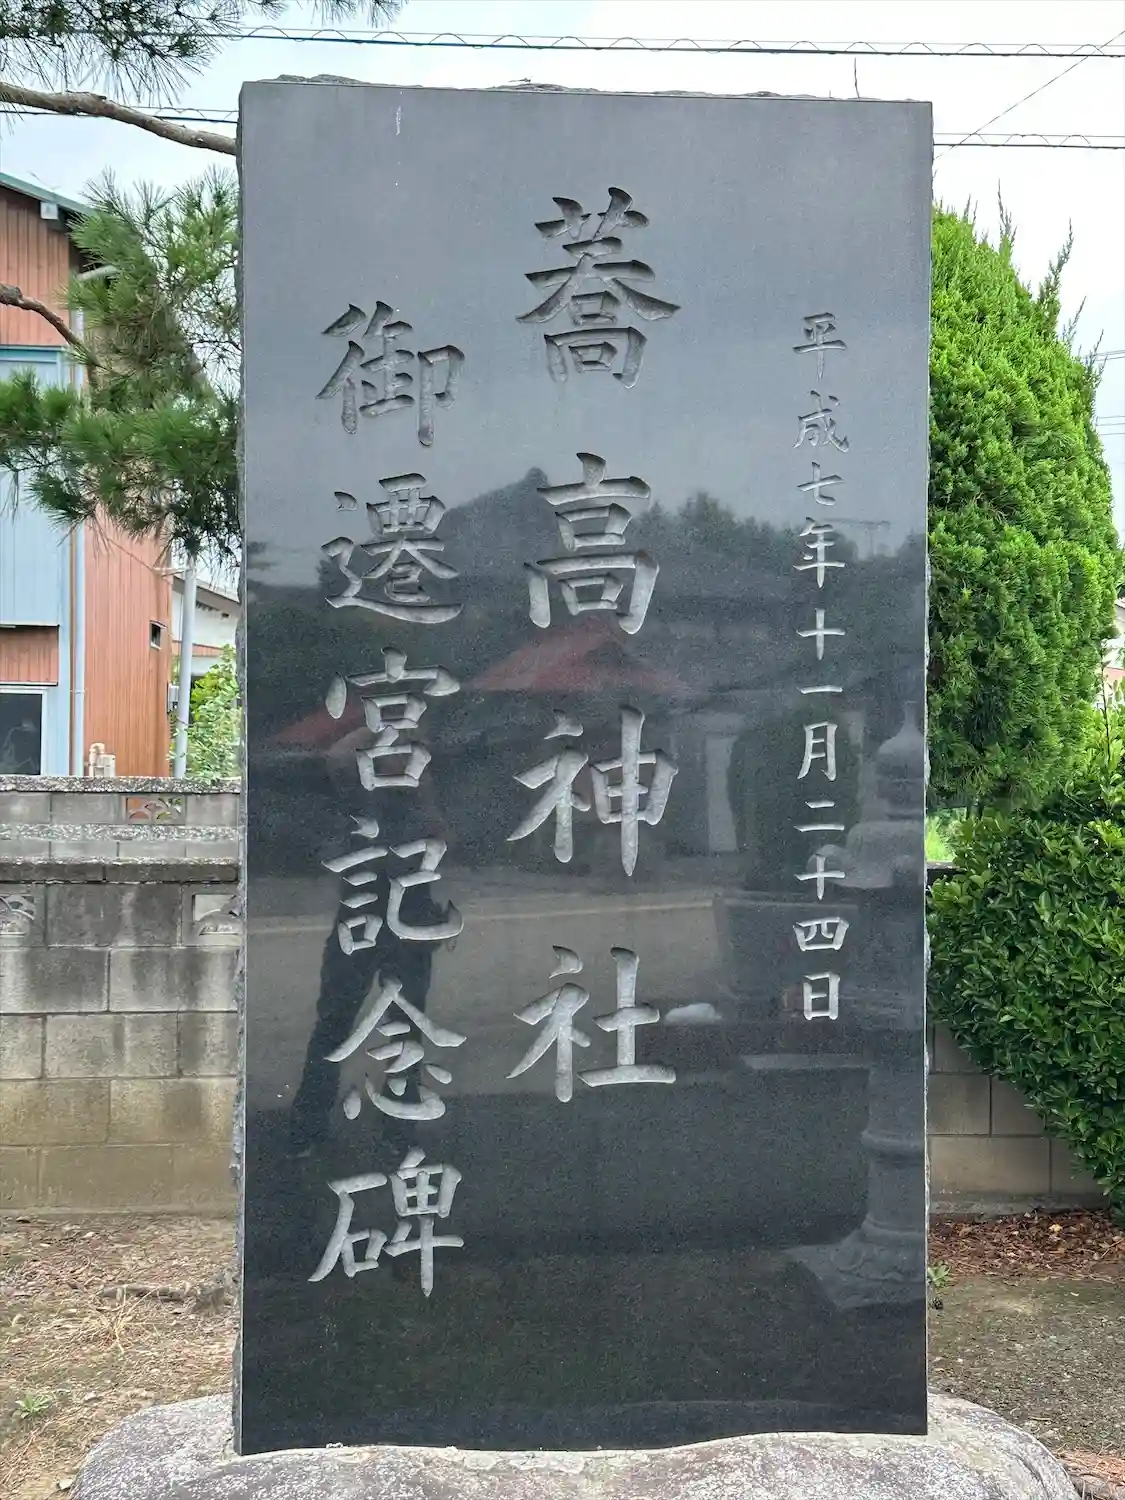 平成七年十一月二十四日
蕎高神社
御遷宮記念碑